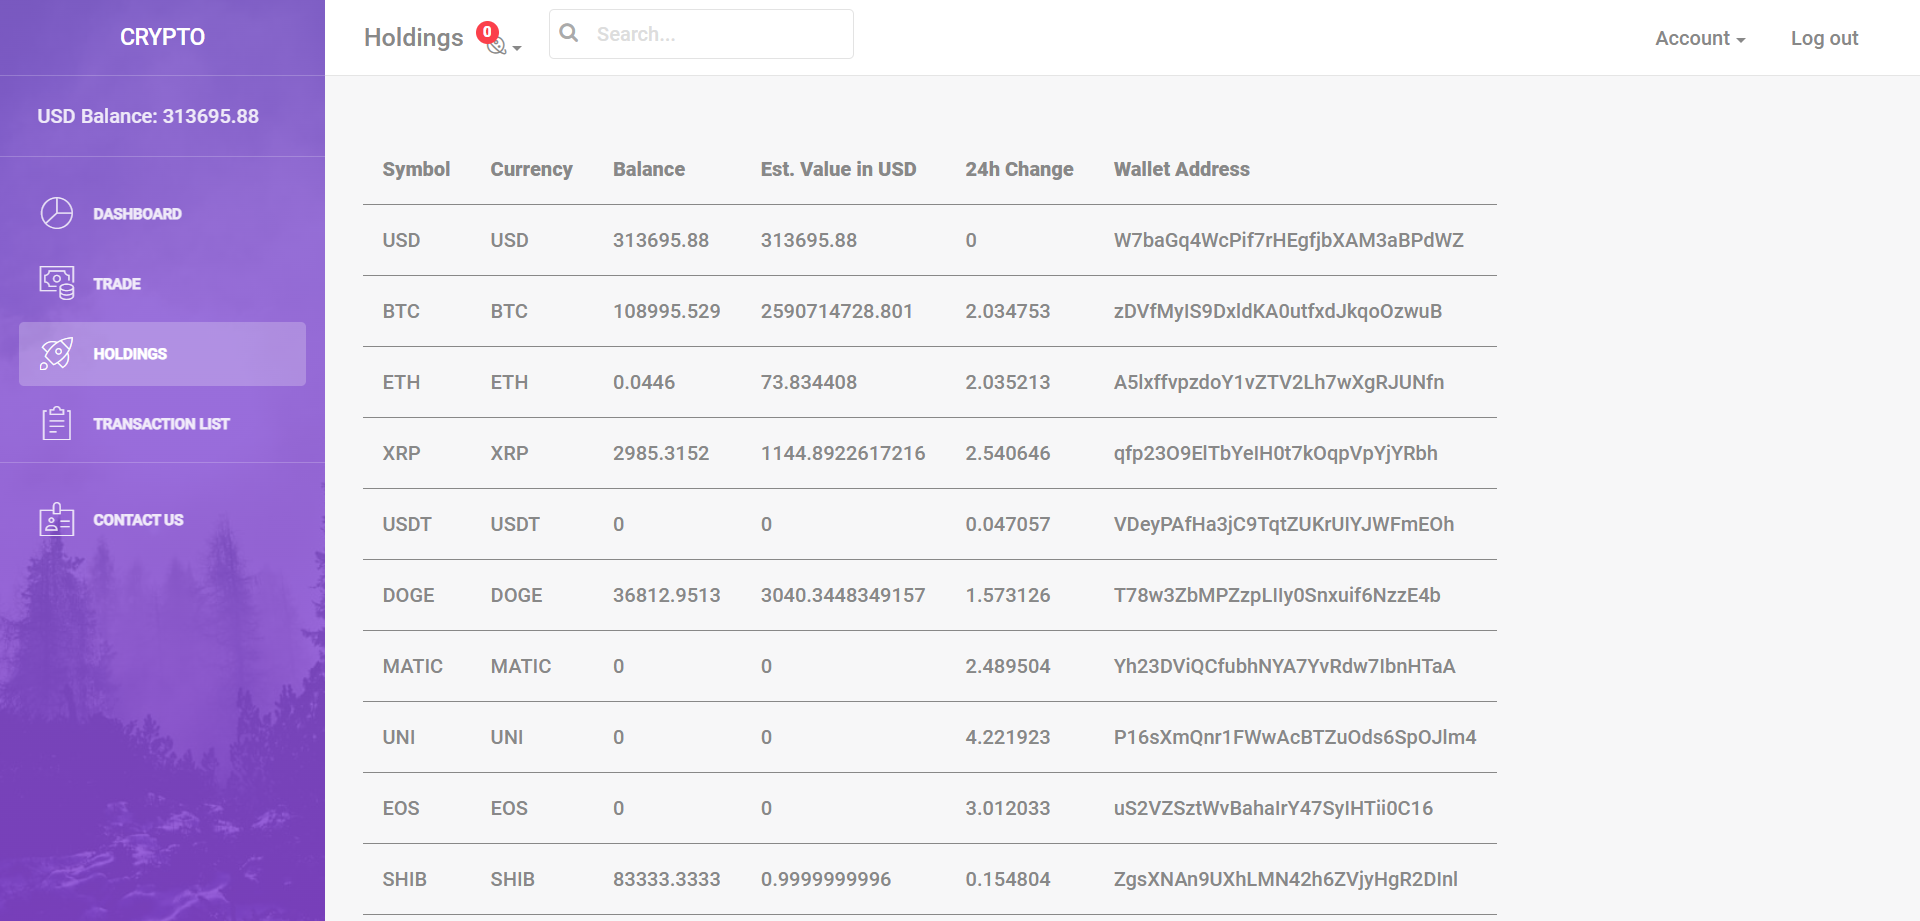 CRYPTO
USD Balance: 313695.88
DASHBOARD
TRADE
HOLDINGS
TRANSACTION LIST
CONTACT US
Holdings 0
Search...
Account
Log out
Symbol Currency Balance Est. Value in USD 24h Change Wallet Address
USD USD 313695.88 313695.88 0 W7baGq4WcPif7rHEgfjbXAM3aBPdWZ
BTC BTC 108995.529 2590714728.801 2.034753 zDVfMyIS9DxldKA0utfxdJkqoOzwuB
ETH ETH 0.0446 73.834408 2.035213 A5lxffvpzdoY1vZTV2Lh7wXgRJUNfn
XRP XRP 2985.3152 1144.8922617216 2.540646 qfp23O9ElTbYeIH0t7kOqpVpYjYRbh
USDT USDT 0 0 0.047057 VDeyPAfHa3jC9TqtZUKrUIYJWFmEOh
DOGE DOGE 36812.9513 3040.3448349157 1.573126 T78w3ZbMPZzpLIIy0Snxuif6NzzE4b
MATIC MATIC 0 0 2.489504 Yh23DViQCfubhNYA7YvRdw7IbnHTaA
UNI UNI 0 0 4.221923 P16sXmQnr1FWwAcBTZuOds6SpOJlm4
EOS EOS 0 0 3.012033 uS2VZSztWvBahaIrY47SyIHTii0C16
SHIB SHIB 83333.3333 0.9999999996 0.154804 ZgsXNAn9UXhLMN42h6ZVjyHgR2DInl